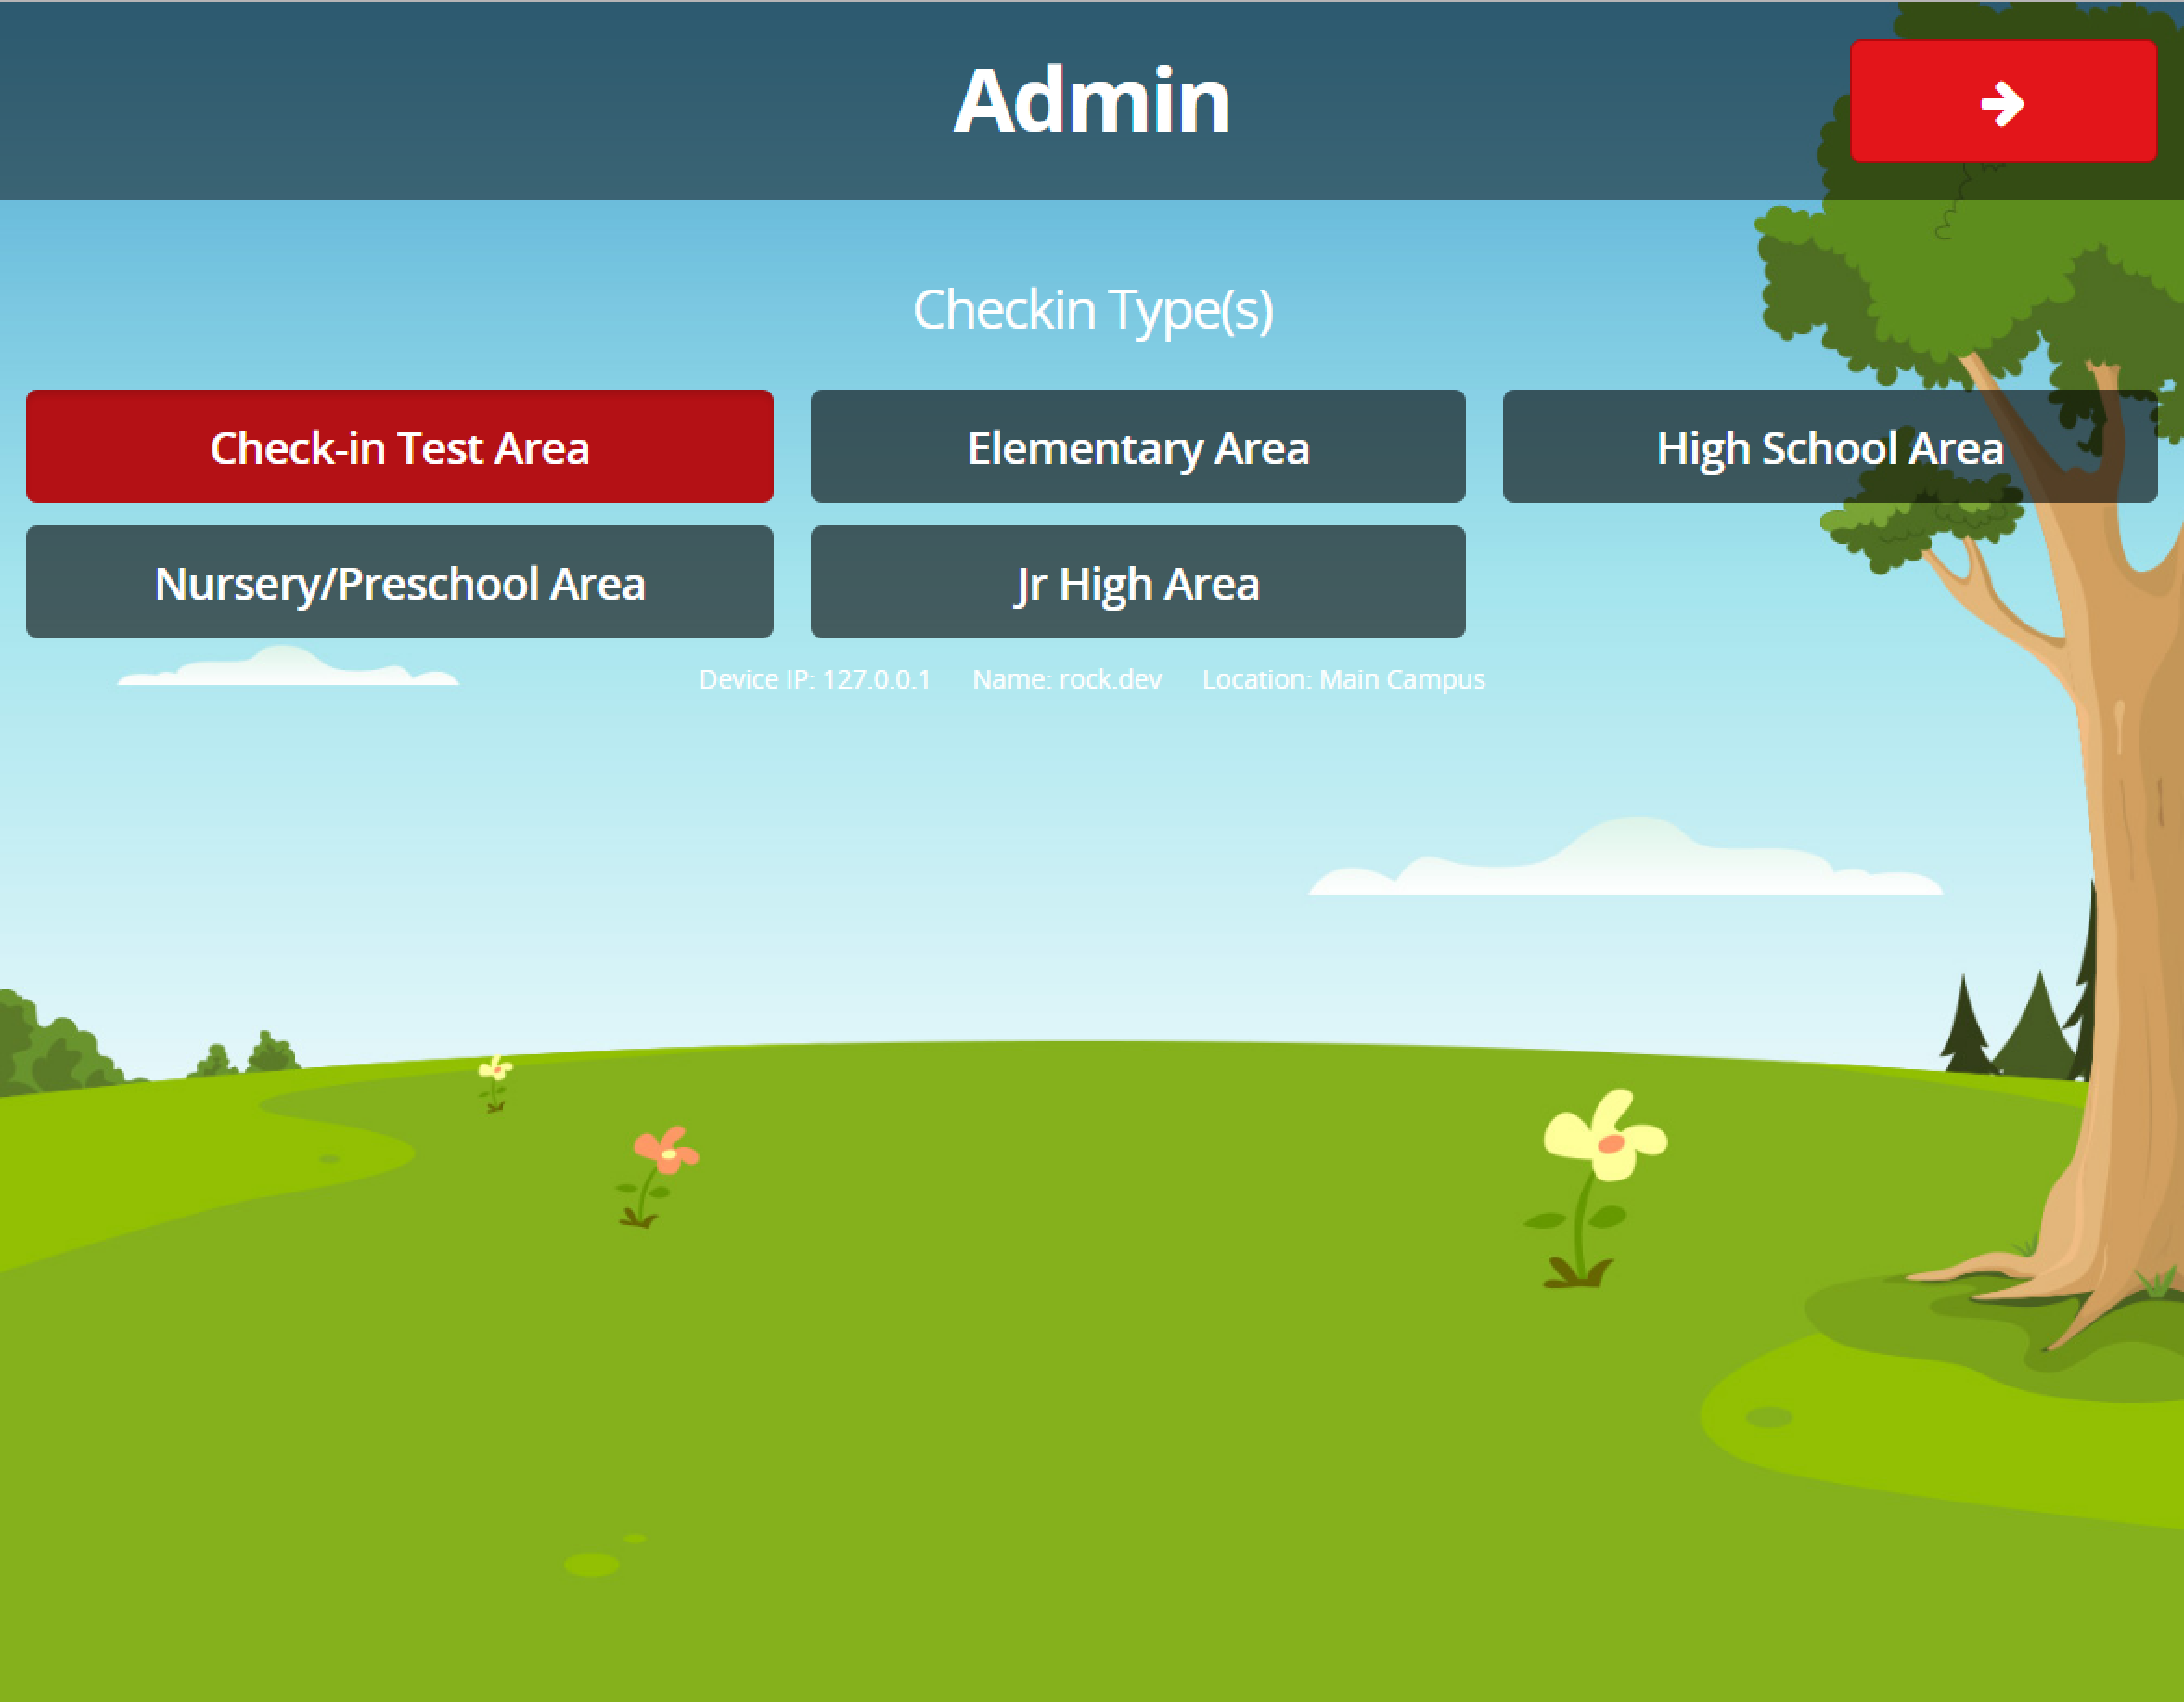 Admin
Checkin Type(s)
Check-in Test Area
Elementary Area
High School Area
Nursery/Preschool Area
Jr High Area
Device IP: 127.0.0.1 Name: rock.dev Location: Main Campus